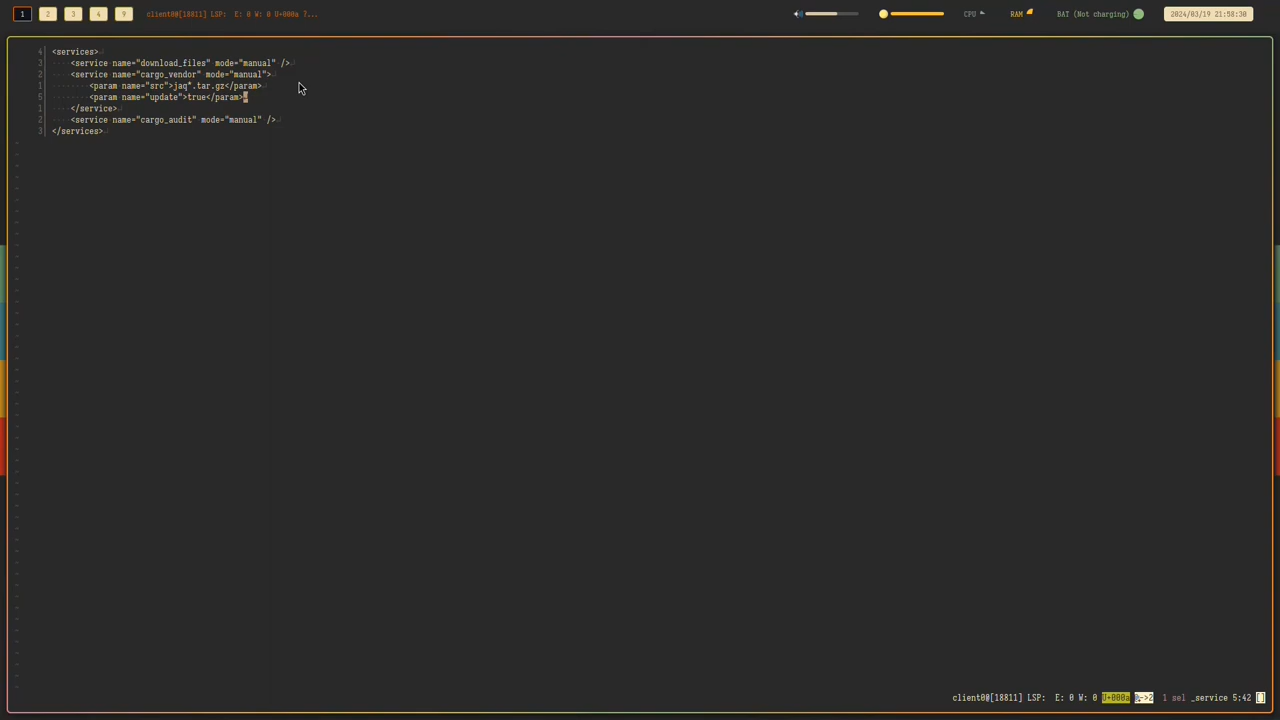 1 2 3 4 9 client0@[18811] LSP: E: 0 W: 0 U+000a 7... CPU RAM BAT (Not charging) 2024/03/19 21:58:30
4 <services>
3 <service name="download_files" mode="manual" />
2 <service name="cargo_vendor" mode="manual">
1 <param name="src">jaq*.tar.gz</param>
5 <param name="update">true</param>
1 </service>
2 <service name="cargo_audit" mode="manual" />
3 </services>
client0@[18811] LSP: E: 0 W: 0 U+000a 1 sel _service 5:42 []